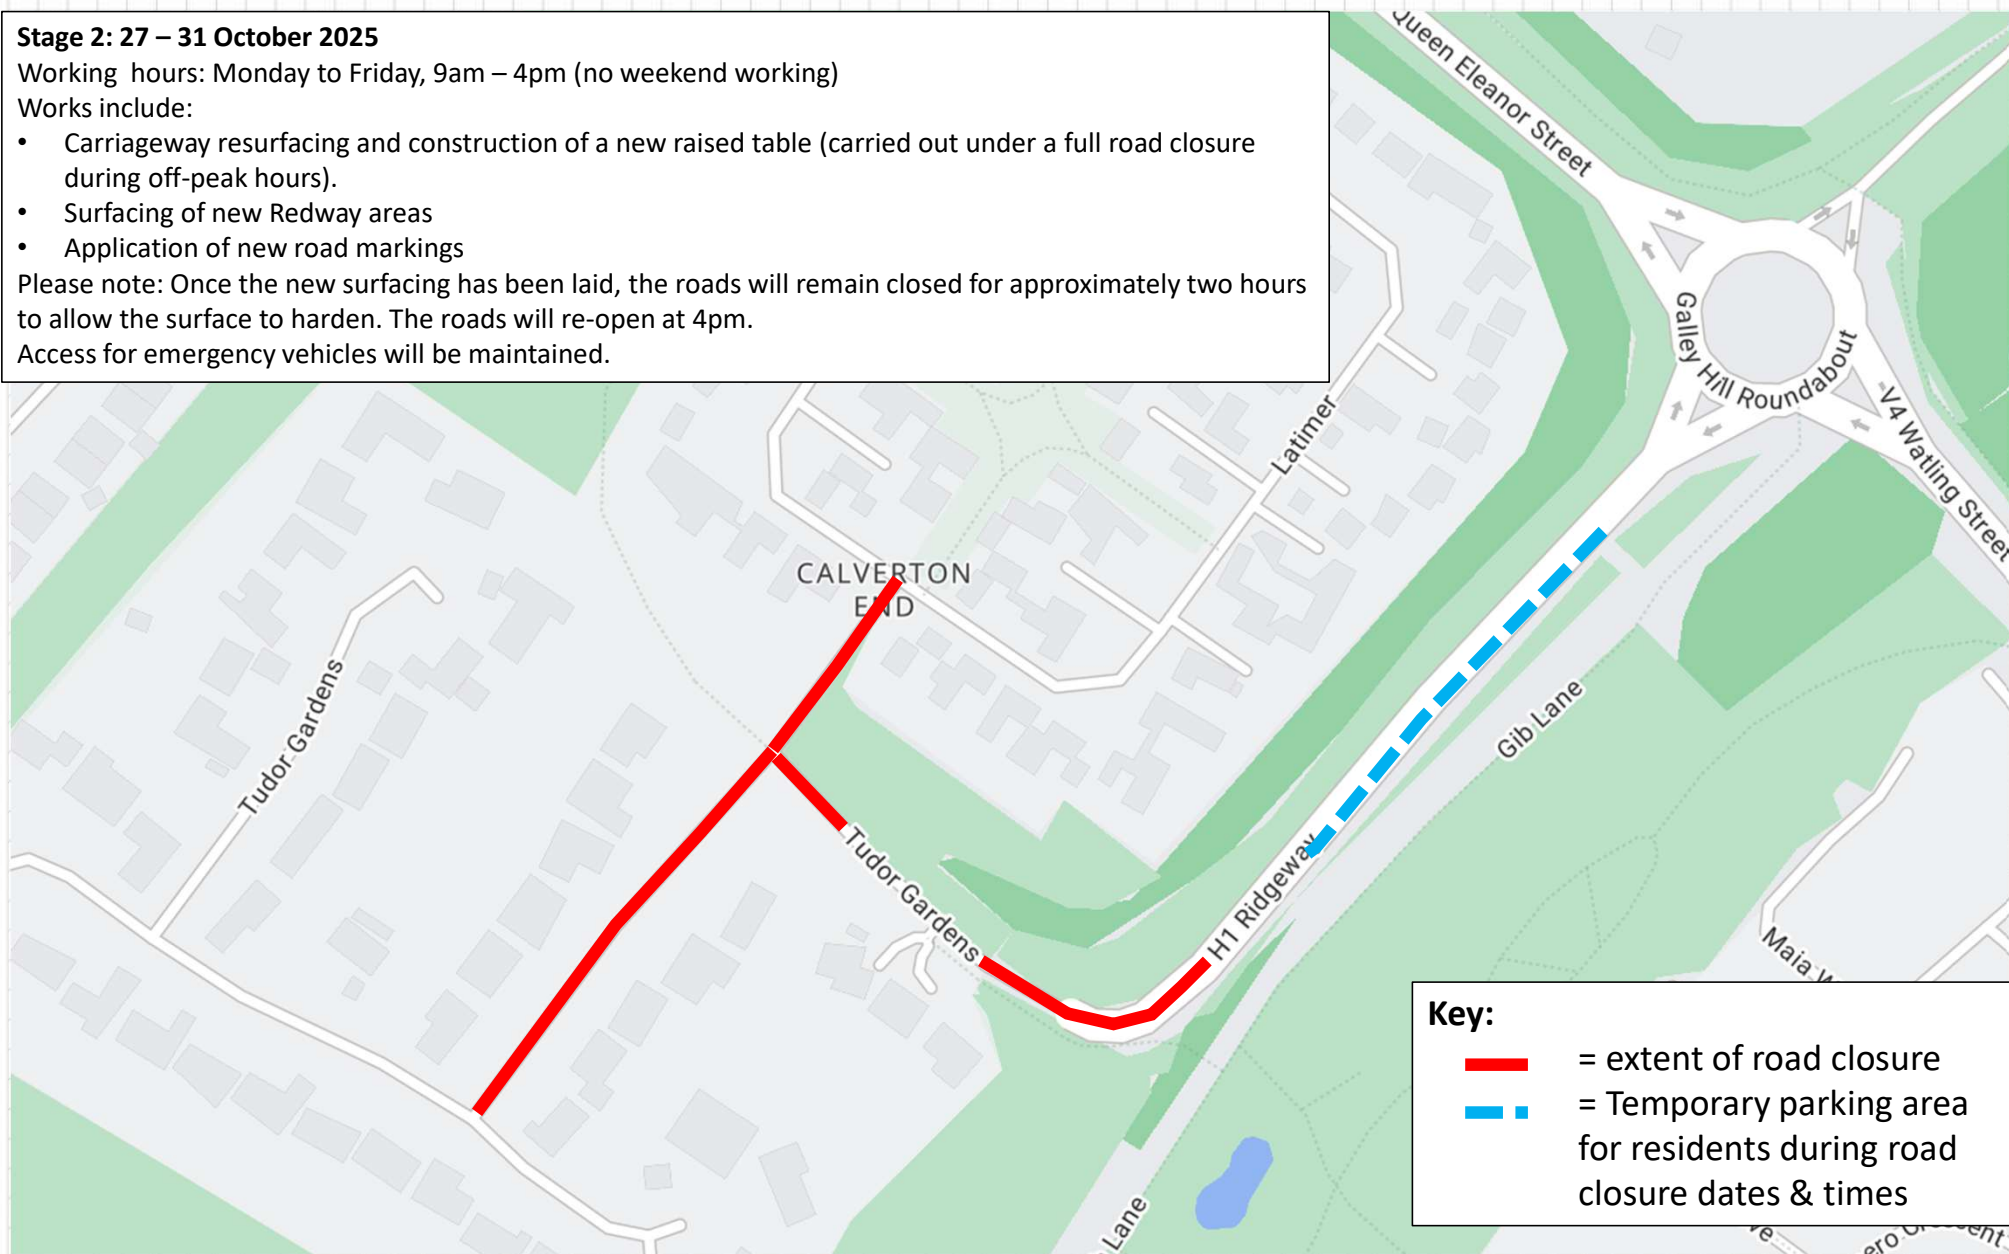 Stage 2: 27 – 31 October 2025
Working hours: Monday to Friday, 9am – 4pm (no weekend working)
Works include:
• Carriageway resurfacing and construction of a new raised table (carried out under a full road closure
during off-peak hours).
• Surfacing of new Redway areas
• Application of new road markings
Please note: Once the new surfacing has been laid, the roads will remain closed for approximately two hours
to allow the surface to harden. The roads will re-open at 4pm.
Access for emergency vehicles will be maintained.
Queen Eleanor Street
Galley Hill Roundabout
V4 Watling Street
Latimer
CALVERTON
END
Tudor Gardens
Gib Lane
Tudor Gardens
H1 Ridgeway
Maia
Lane
Key:
= extent of road closure
= Temporary parking area
for residents during road
closure dates & times